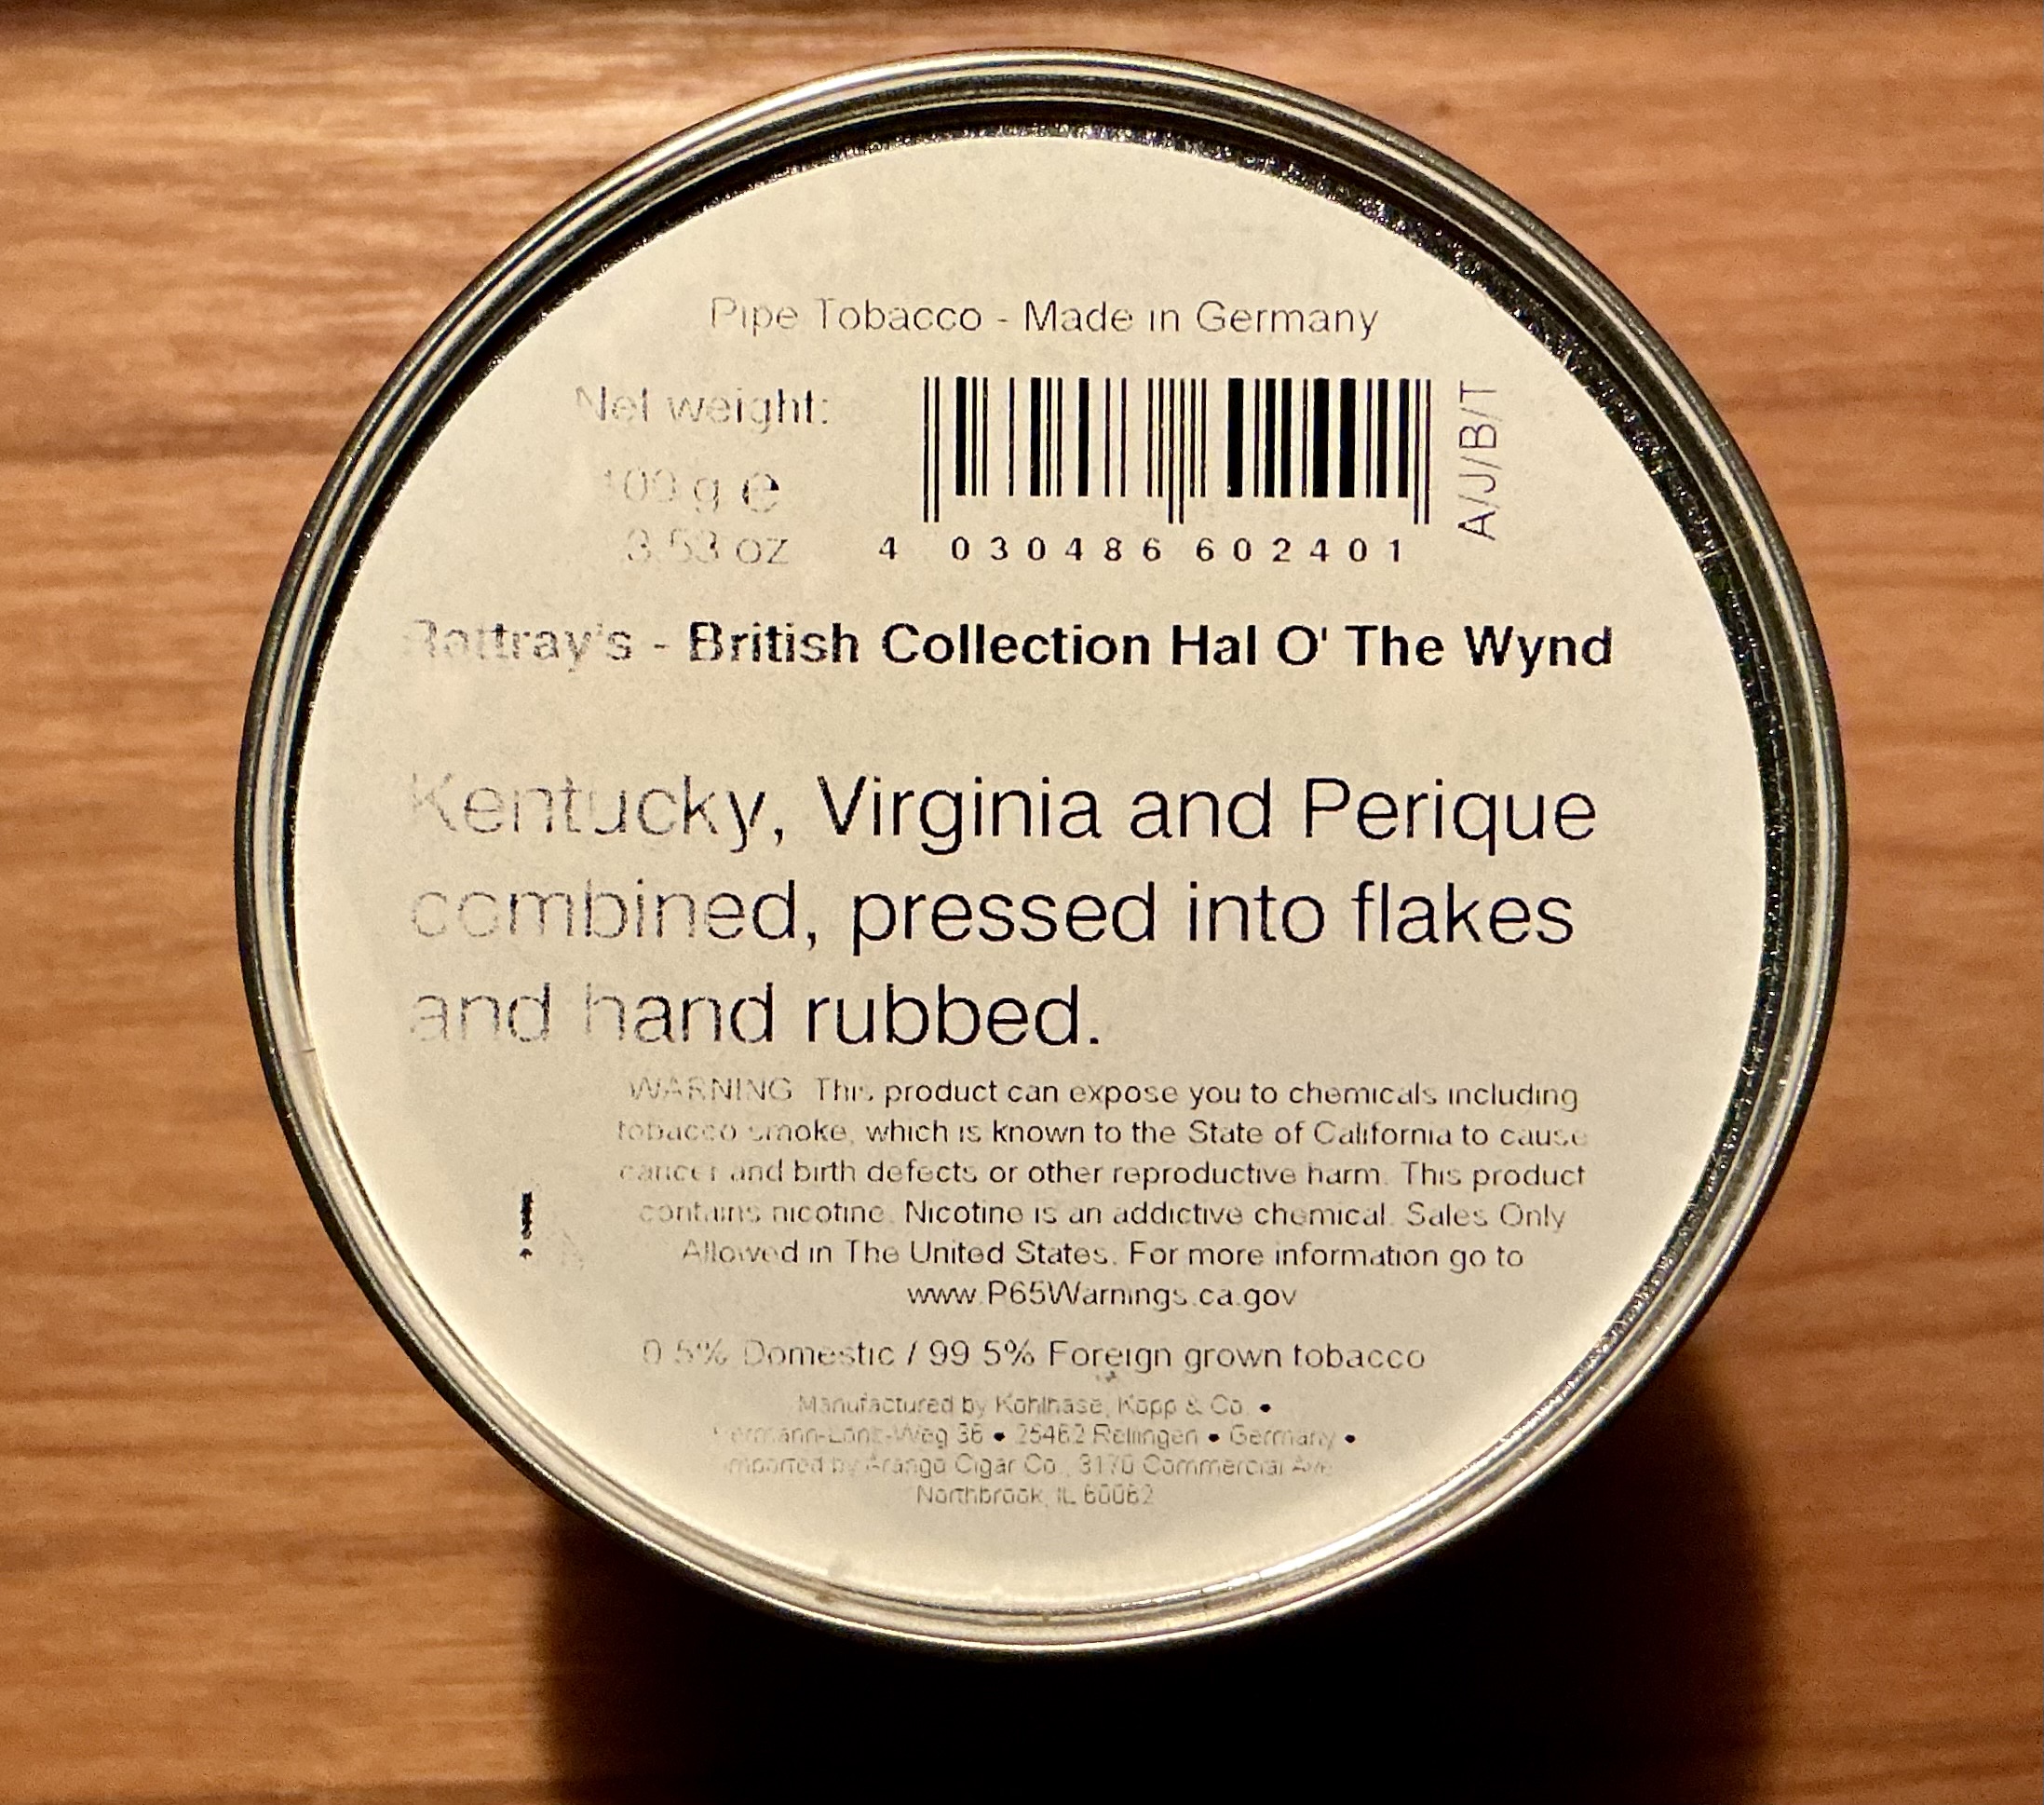 Pipe Tobacco - Made in Germany
Net weight:
100 g e
3.53 oz
A/J/B/T
4 030486 602401
Rattray's - British Collection Hal O' The Wynd
Kentucky, Virginia and Perique
combined, pressed into flakes
and hand rubbed.
WARNING: This product can expose you to chemicals including
tobacco smoke, which is known to the State of California to cause
cancer and birth defects or other reproductive harm. This product
contains nicotine. Nicotine is an addictive chemical. Sales Only
Allowed in The United States. For more information go to
www.P65Warnings.ca.gov
!
0.5% Domestic / 99.5% Foreign grown tobacco
Manufactured by Kohlhase, Kopp & Co. •
36 • 25462 Rellingen • Germany •
Imported by Arango Cigar Co., 3170 Commercial Ave.
Northbrook, IL 60062